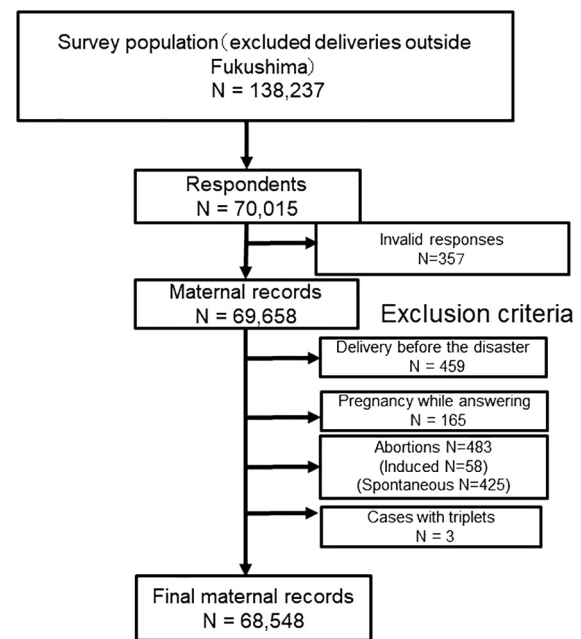 Survey population（excluded deliveries outside
Fukushima）
N = 138,237
Respondents
N = 70,015
Invalid responses
N=357
Maternal records
N = 69,658
Exclusion criteria
Delivery before the disaster
N = 459
Pregnancy while answering
N = 165
Abortions N=483
(Induced N=58)
(Spontaneous N=425)
Cases with triplets
N = 3
Final maternal records
N = 68,548